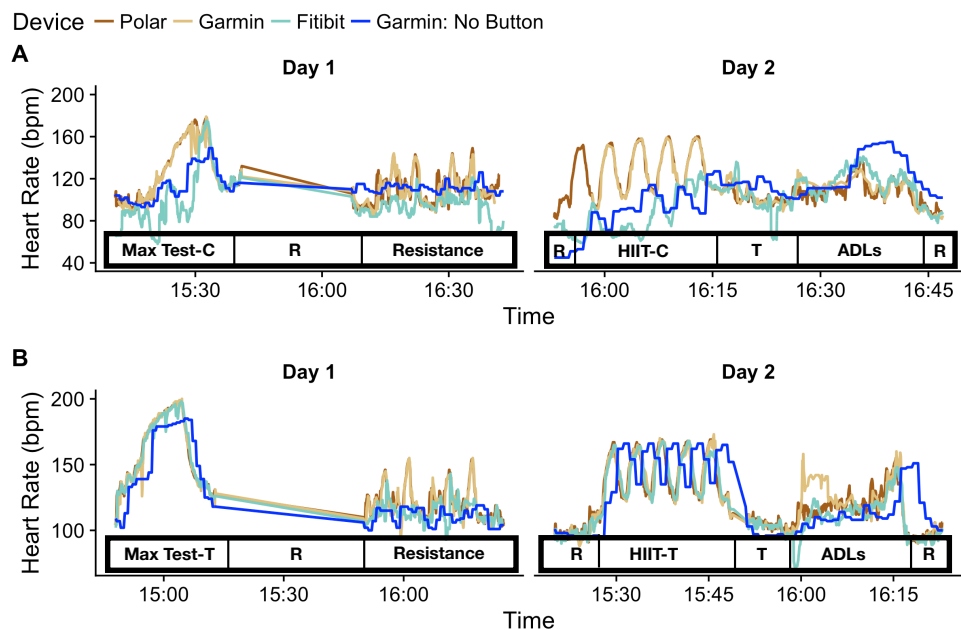 Device Polar Garmin Fitibit Garmin: No Button
A
Day 1 Day 2
Heart Rate (bpm)
200
160
120
80
40
Max Test-C R Resistance R HIIT-C T ADLs R
15:30 16:00 16:30 16:00 16:15 16:30 16:45
Time Time
B
Day 1 Day 2
Heart Rate (bpm)
200
150
100
Max Test-T R Resistance R HIIT-T T ADLs R
15:00 15:30 16:00 15:30 15:45 16:00 16:15
Time Time